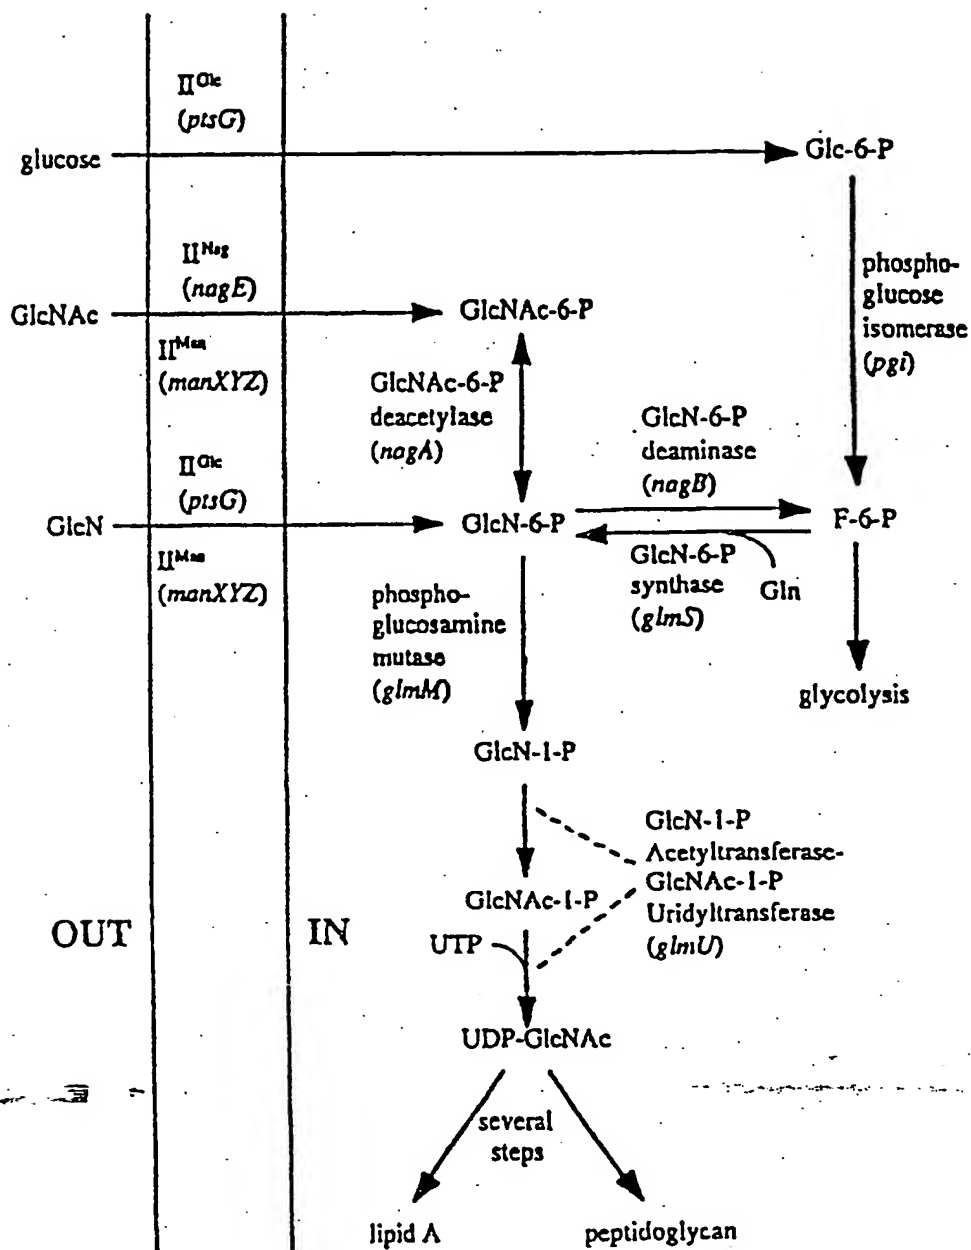 II^Glc
(ptsG)
glucose
Glc-6-P
II^Nag
(nagE)
GlcNAc
GlcNAc-6-P
phospho-
glucose
isomerase
(pgi)
II^Man
(manXYZ)
GlcNAc-6-P
deacetylase
(nagA)
GlcN-6-P
deaminase
(nagB)
II^Glc
(ptsG)
GlcN
GlcN-6-P
F-6-P
II^Man
(manXYZ)
GlcN-6-P
synthase
(glmS)
Gln
phospho-
glucosamine
mutase
(glmM)
glycolysis
GlcN-1-P
GlcN-1-P
Acetyltransferase-
GlcNAc-1-P
Uridyltransferase
(glmU)
GlcNAc-1-P
OUT
IN
UTP
UDP-GlcNAc
several
steps
lipid A
peptidoglycan